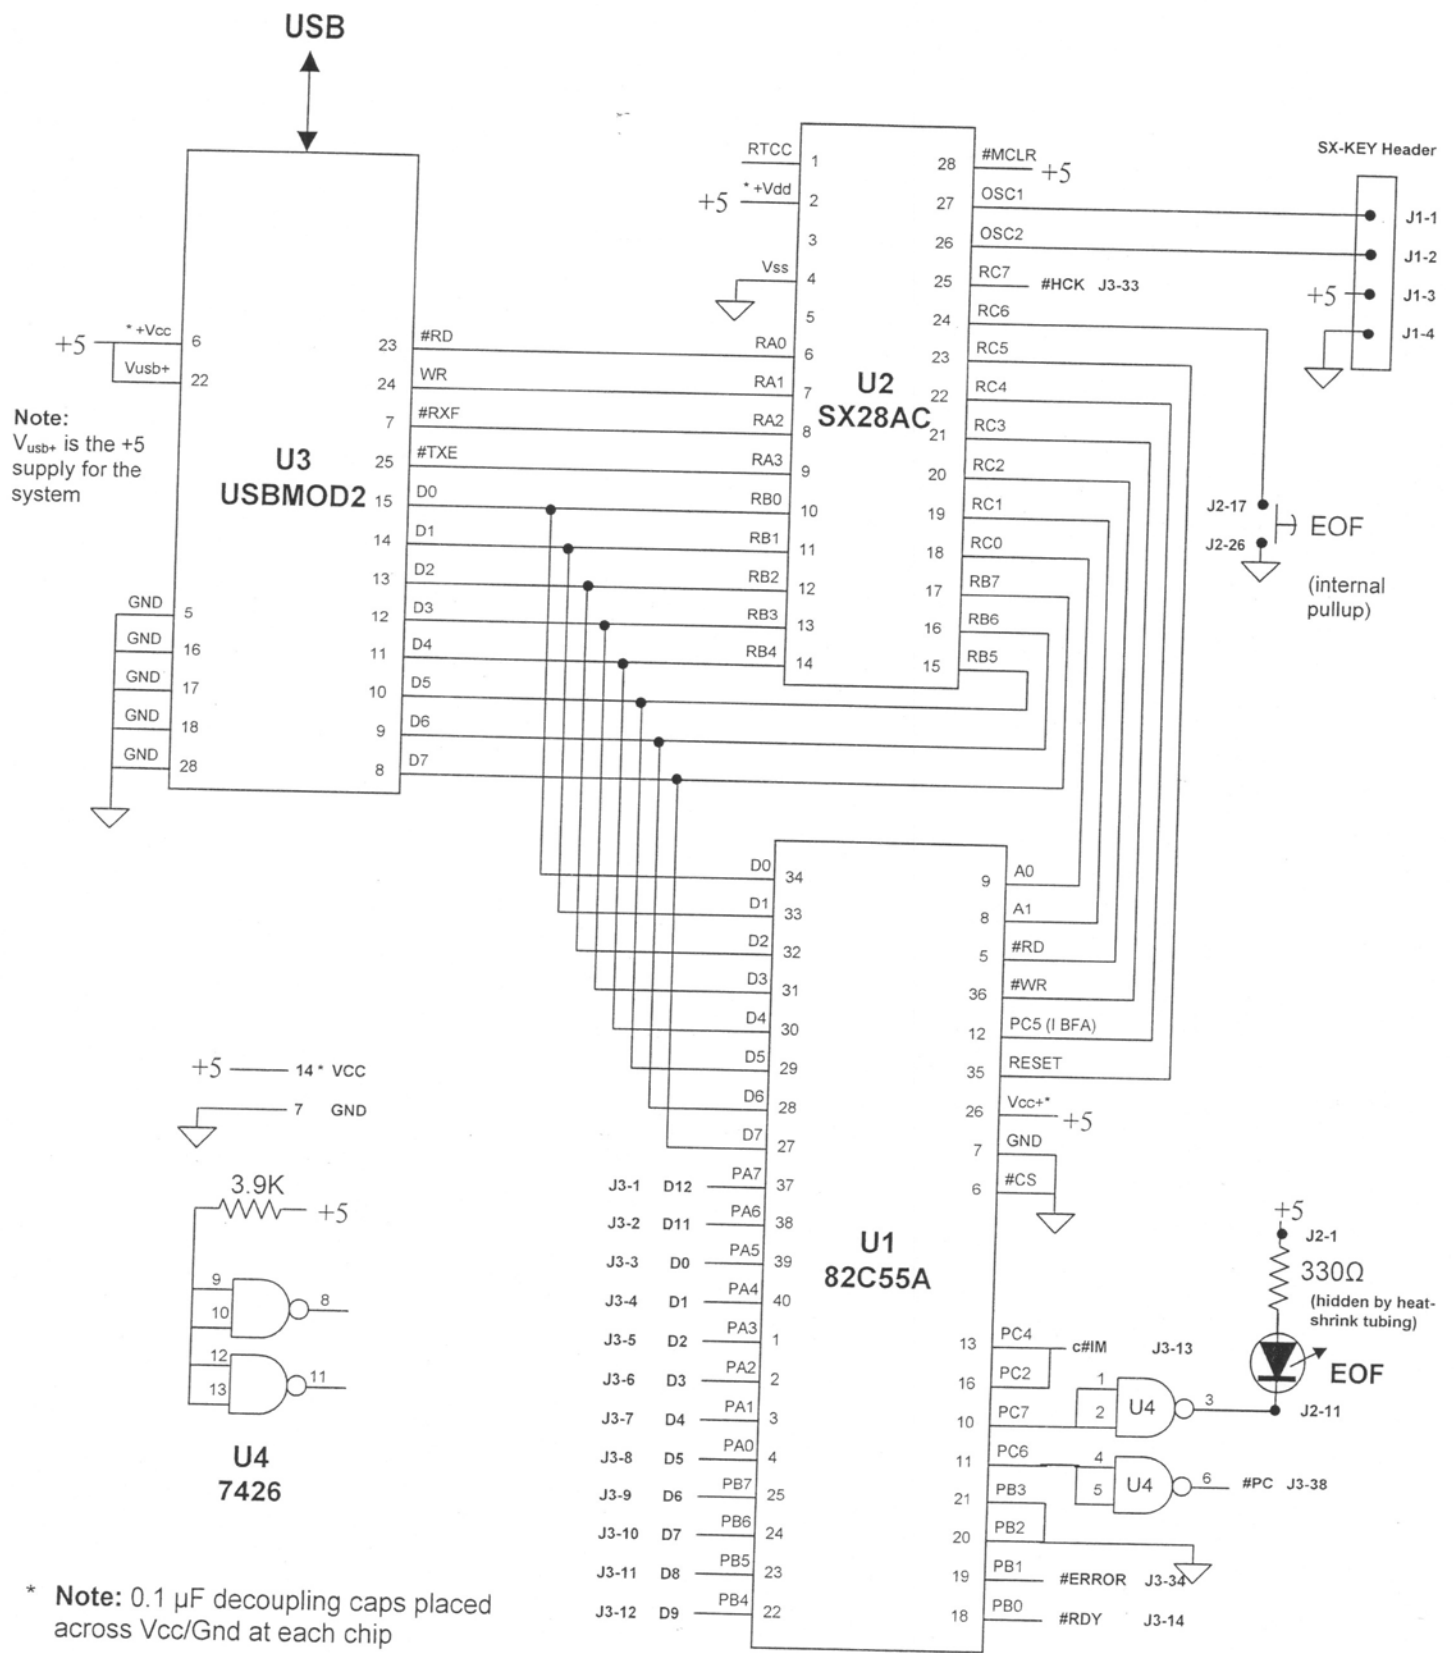 USB
SX-KEY Header
RTCC
1
28
#MCLR
+5
* +Vdd
+5
2
27
OSC1
J1-1
3
26
OSC2
J1-2
Vss
4
25
RC7
#HCK J3-33
+5
J1-3
5
24
RC6
J1-4
U2
SX28AC
+5
* +Vcc
6
Vusb+
22
Note:
Vusb+ is the +5
supply for the
system
U3
USBMOD2
23
#RD
RA0
6
23
RC5
24
WR
RA1
7
22
RC4
7
#RXF
RA2
8
21
RC3
25
#TXE
RA3
9
20
RC2
15
D0
RB0
10
19
RC1
14
D1
RB1
11
18
RC0
13
D2
RB2
12
17
RB7
12
D3
RB3
13
16
RB6
11
D4
RB4
14
15
RB5
10
D5
9
D6
8
D7
J2-17
J2-26
EOF
(internal
pullup)
GND
5
GND
16
GND
17
GND
18
GND
28
U1
82C55A
D0
34
9
A0
D1
33
8
A1
D2
32
5
#RD
D3
31
36
#WR
D4
30
12
PC5 (I BFA)
D5
29
35
RESET
D6
28
26
Vcc+*
+5
D7
27
7
GND
6
#CS
J3-1 D12 PA7
37
J3-2 D11 PA6
38
J3-3 D0 PA5
39
J3-4 D1 PA4
40
J3-5 D2 PA3
1
J3-6 D3 PA2
2
J3-7 D4 PA1
3
J3-8 D5 PA0
4
J3-9 D6 PB7
25
J3-10 D7 PB6
24
J3-11 D8 PB5
23
J3-12 D9 PB4
22
13
PC4
c#IM J3-13
16
PC2
10
PC7
1
2
U4
3
J2-11
11
PC6
4
5
U4
6
#PC J3-38
21
PB3
20
PB2
19
PB1
#ERROR J3-34
18
PB0
#RDY J3-14
+5
J2-1
330Ω
(hidden by heat-
shrink tubing)
EOF
+5
14 * VCC
7 GND
3.9K
+5
9
10
8
12
13
11
U4
7426
* Note: 0.1 µF decoupling caps placed
across Vcc/Gnd at each chip